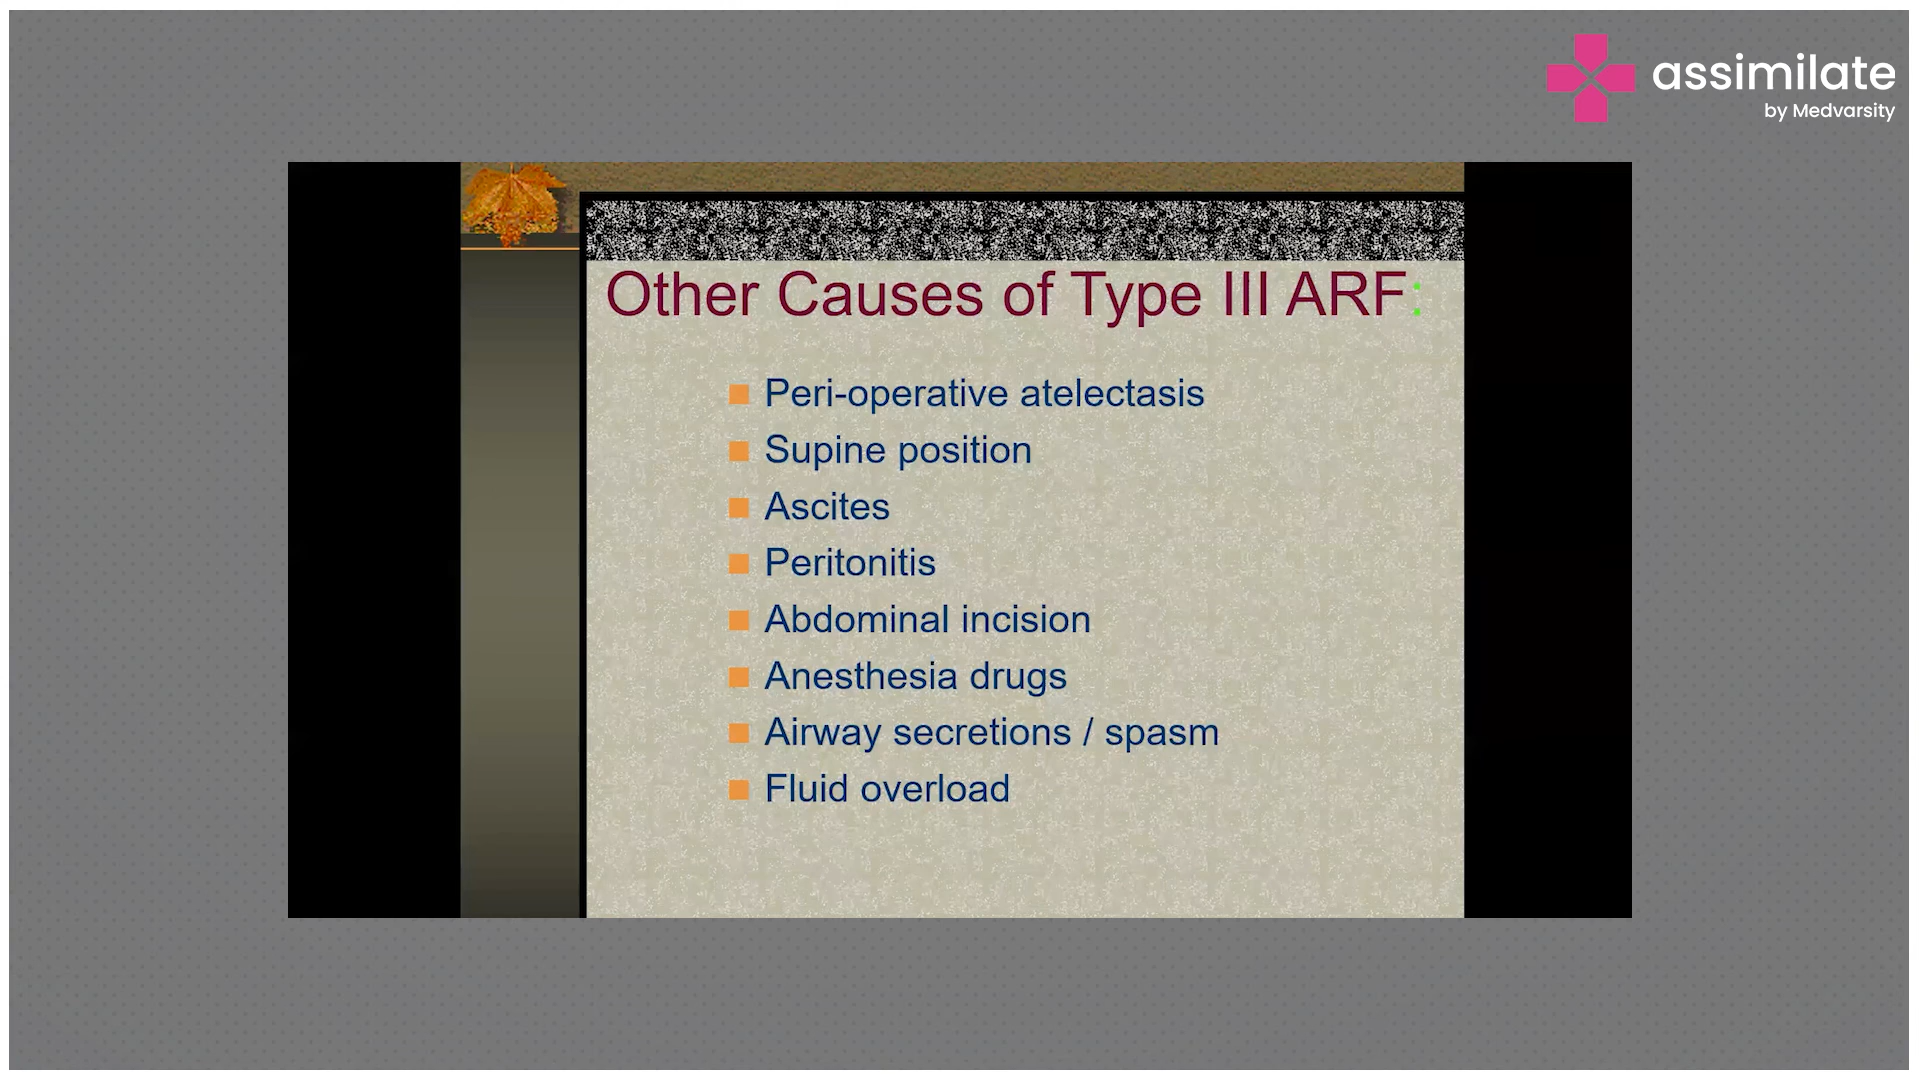 assimilate
by Medvarsity
Other Causes of Type III ARF:
Peri-operative atelectasis
Supine position
Ascites
Peritonitis
Abdominal incision
Anesthesia drugs
Airway secretions / spasm
Fluid overload